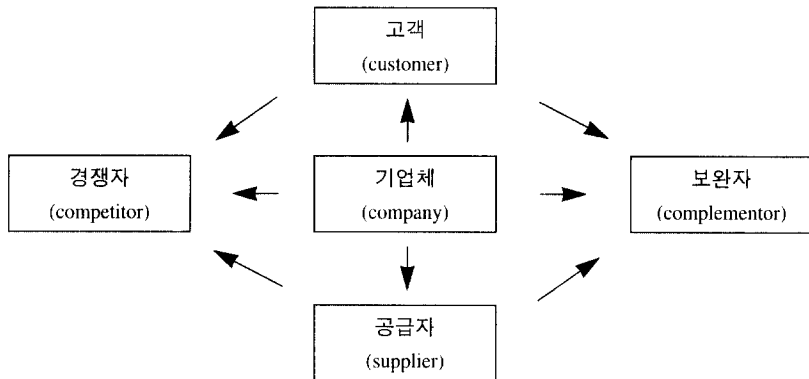 고객
(customer)
경쟁자
(competitor)
기업체
(company)
보완자
(complementor)
공급자
(supplier)